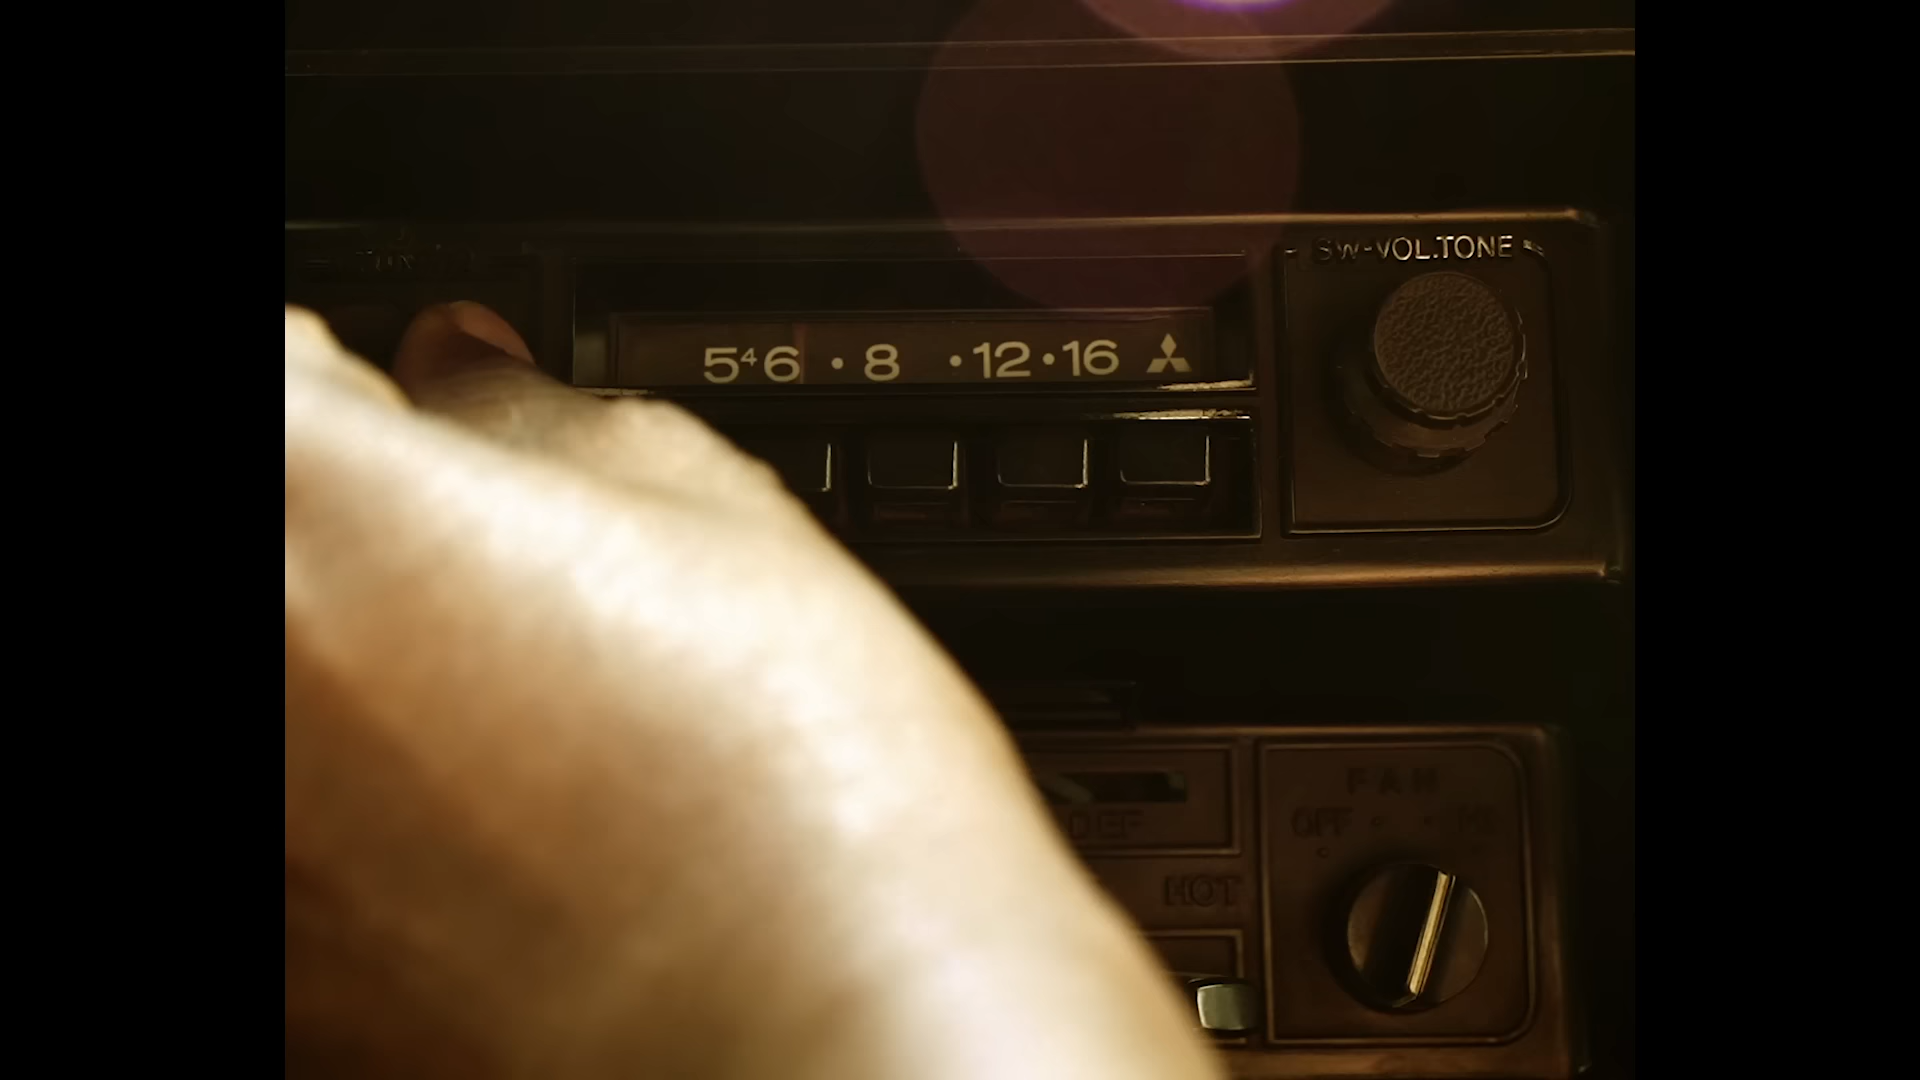 SW-VOL.TONE
5⁴6 · 8 · 12 · 16
FAN
DEF
OFF
HOT